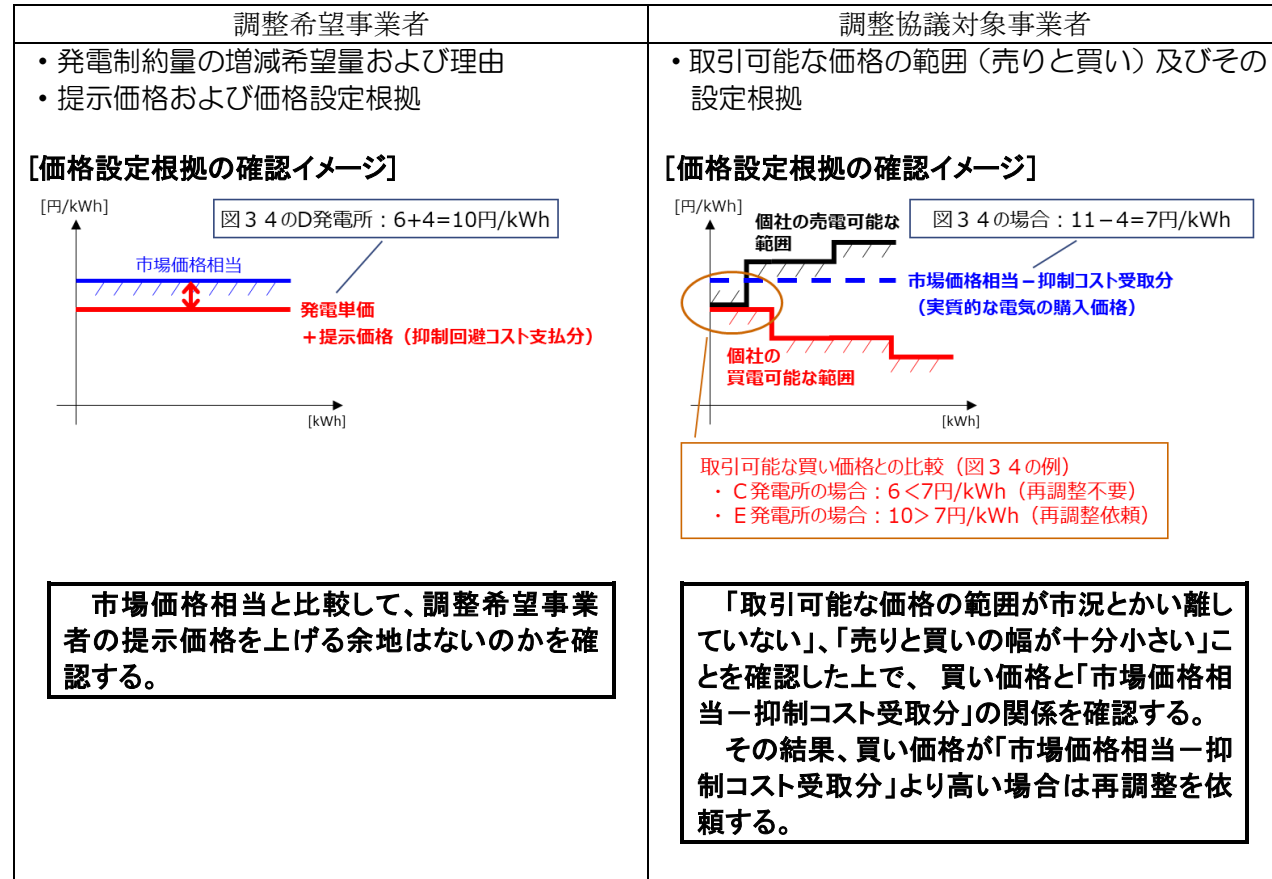 調整希望事業者
・発電制約量の増減希望量および理由
・提示価格および価格設定根拠
[価格設定根拠の確認イメージ]
[円/kWh]
図34のD発電所：6+4=10円/kWh
市場価格相当
発電単価
＋提示価格（抑制回避コスト支払分）
[kWh]
市場価格相当と比較して、調整希望事業
者の提示価格を上げる余地はないのかを確
認する。
調整協議対象事業者
・取引可能な価格の範囲（売りと買い）及びその
設定根拠
[価格設定根拠の確認イメージ]
[円/kWh]
個社の売電可能な
範囲
図34の場合：11－4=7円/kWh
市場価格相当－抑制コスト受取分
（実質的な電気の購入価格）
個社の
買電可能な範囲
[kWh]
取引可能な買い価格との比較（図34の例）
・ C発電所の場合：6＜7円/kWh（再調整不要）
・ E発電所の場合：10＞7円/kWh（再調整依頼）
「取引可能な価格の範囲が市況とかい離し
ていない」、「売りと買いの幅が十分小さい」こ
とを確認した上で、 買い価格と「市場価格相
当－抑制コスト受取分」の関係を確認する。
その結果、買い価格が「市場価格相当－抑
制コスト受取分」より高い場合は再調整を依
頼する。